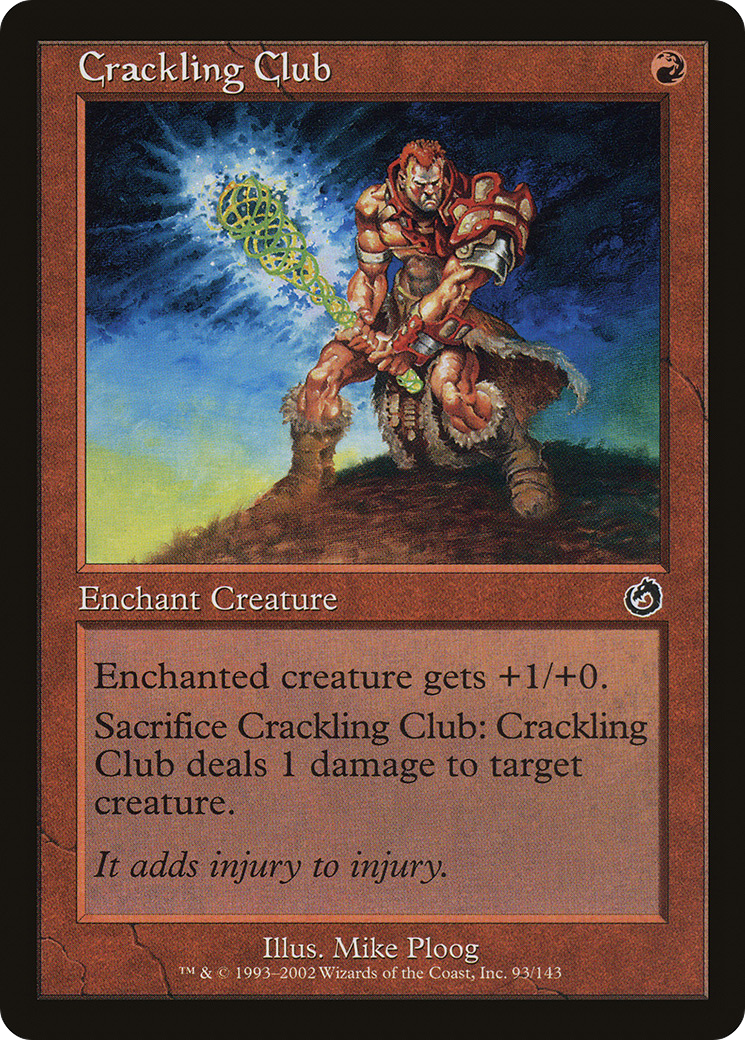 Crackling Club
Enchant Creature
Enchanted creature gets +1/+0.
Sacrifice Crackling Club: Crackling
Club deals 1 damage to target
creature.
It adds injury to injury.
Illus. Mike Ploog
™ & © 1993–2002 Wizards of the Coast, Inc. 93/143